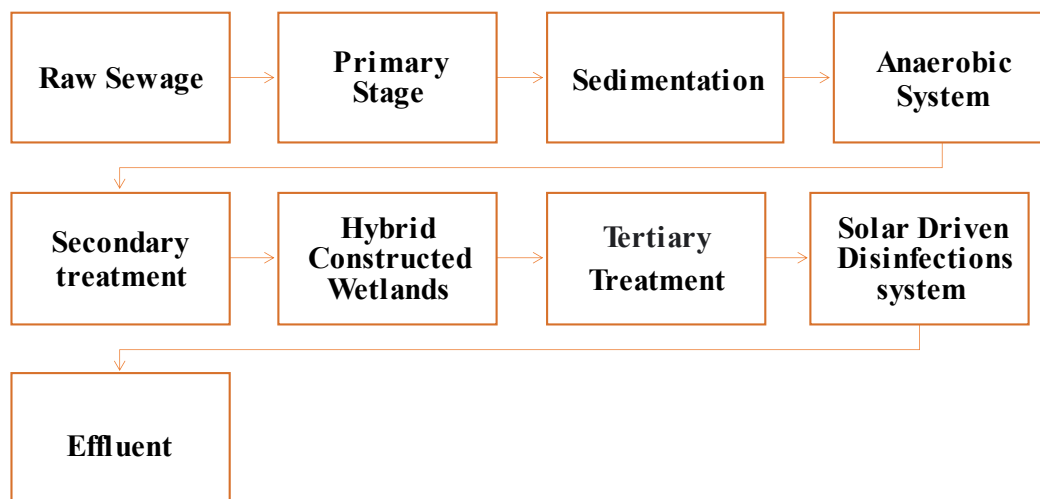 Raw Sewage
Primary
Stage
Sedimentation
Anaerobic
System
Secondary
treatment
Hybrid
Constructed
Wetlands
Tertiary
Treatment
Solar Driven
Disinfections
system
Effluent